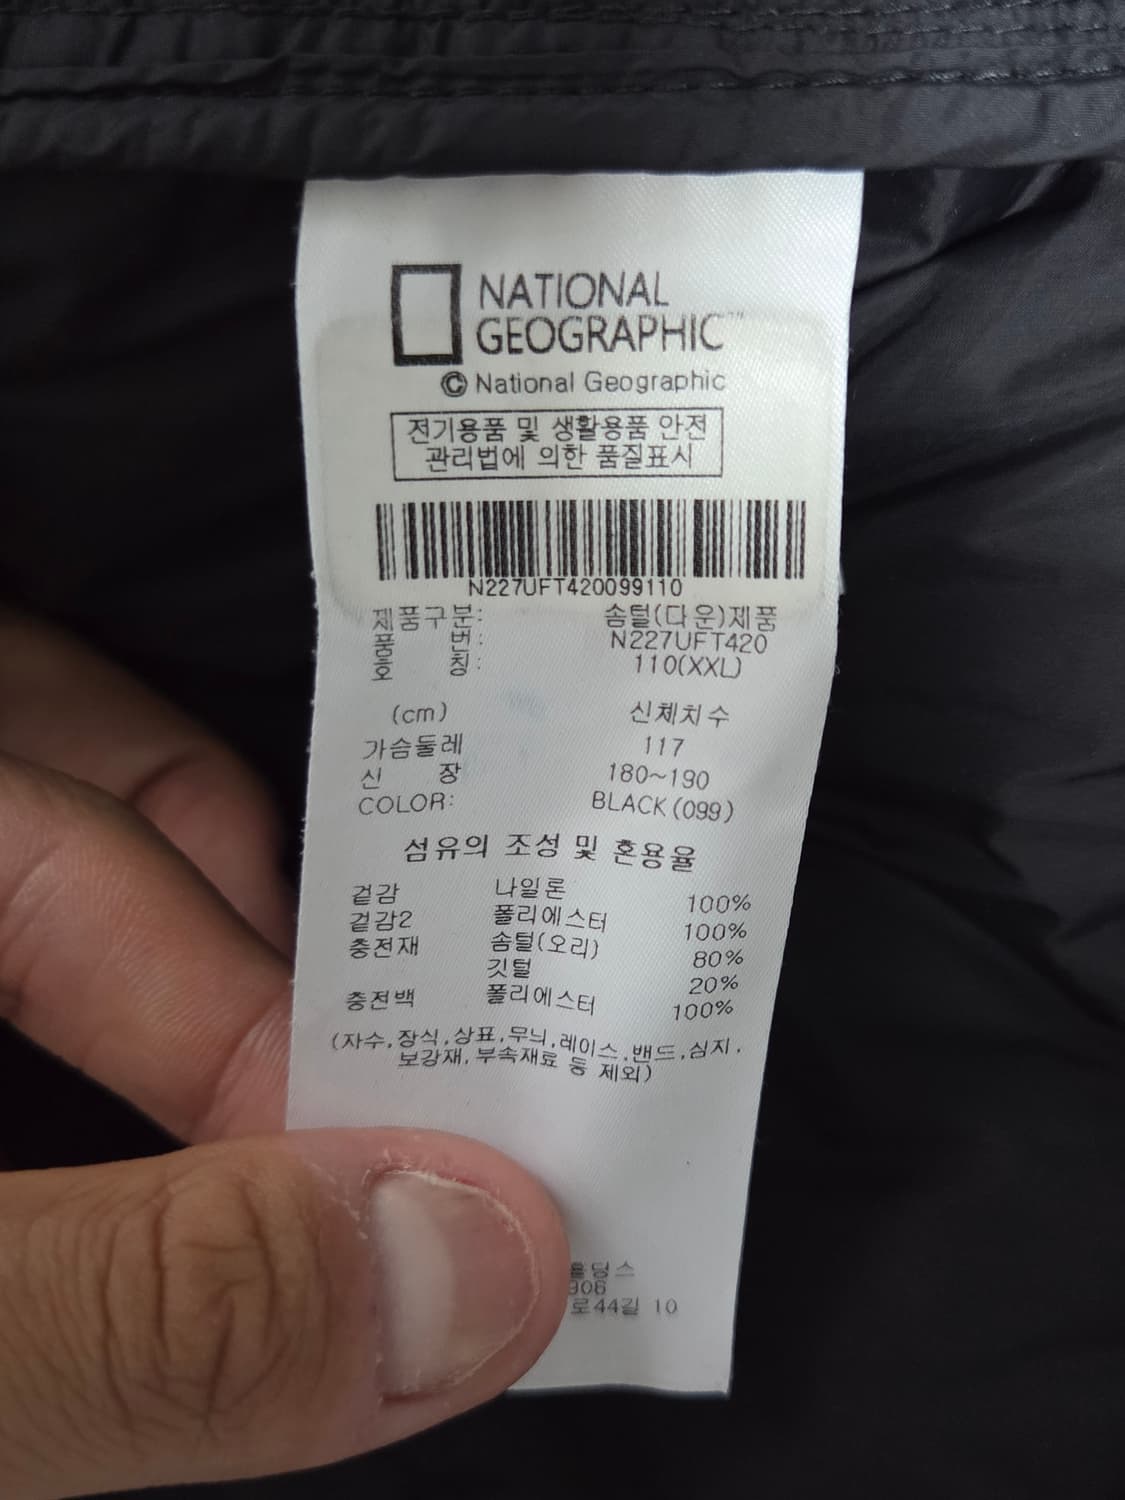 NATIONAL
GEOGRAPHIC™
© National Geographic
전기용품 및 생활용품 안전
관리법에 의한 품질표시
N227UFT420099110
제품구분: 솜털(다운)제품
품 번: N227UFT420
호 칭: 110(XXL)
(cm) 신체치수
가슴둘레 117
신 장 180~190
COLOR: BLACK(099)
섬유의 조성 및 혼용율
겉감 나일론 100%
겉감2 폴리에스터 100%
충전재 솜털(오리) 80%
깃털 20%
충전백 폴리에스터 100%
(자수,장식,상표,무늬,레이스,밴드,심지,
보강재,부속재료 등 제외)
홀딩스
906
로44길 10